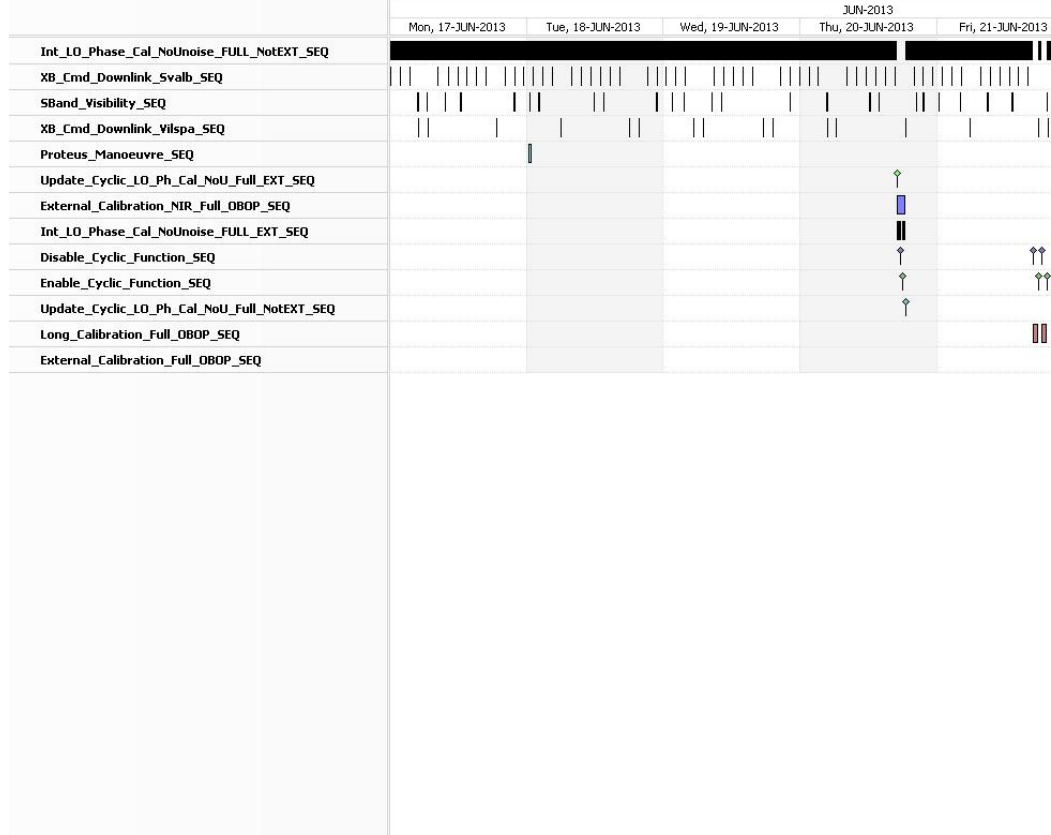 JUN-2013
Mon, 17-JUN-2013 Tue, 18-JUN-2013 Wed, 19-JUN-2013 Thu, 20-JUN-2013 Fri, 21-JUN-2013
Int_LO_Phase_Cal_NoUnoise_FULL_NotEXT_SEQ
XB_Cmd_Downlink_Svalb_SEQ
SBand_Visibility_SEQ
XB_Cmd_Downlink_Vilspa_SEQ
Proteus_Manoeuvre_SEQ
Update_Cyclic_LO_Ph_Cal_NoU_Full_EXT_SEQ
External_Calibration_NIR_Full_OBOP_SEQ
Int_LO_Phase_Cal_NoUnoise_FULL_EXT_SEQ
Disable_Cyclic_Function_SEQ
Enable_Cyclic_Function_SEQ
Update_Cyclic_LO_Ph_Cal_NoU_Full_NotEXT_SEQ
Long_Calibration_Full_OBOP_SEQ
External_Calibration_Full_OBOP_SEQ